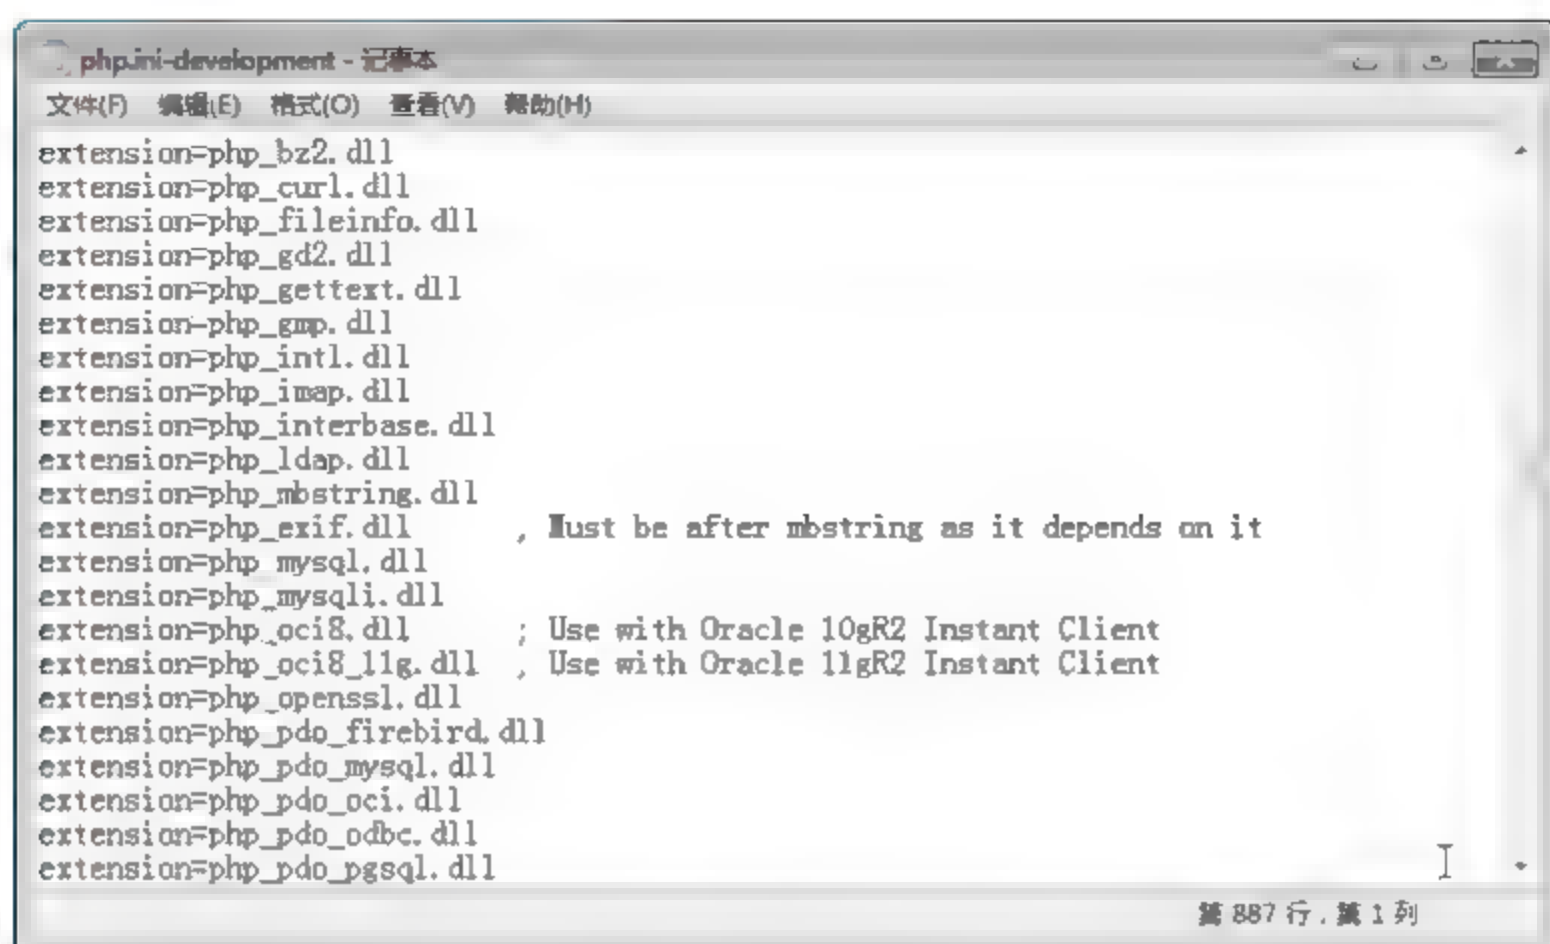 php.ini-development - 记事本
文件(F) 编辑(E) 格式(O) 查看(V) 帮助(H)
extension=php_bz2.dll
extension=php_curl.dll
extension=php_fileinfo.dll
extension=php_gd2.dll
extension=php_gettext.dll
extension=php_gmp.dll
extension=php_intl.dll
extension=php_imap.dll
extension=php_interbase.dll
extension=php_ldap.dll
extension=php_mbstring.dll
extension=php_exif.dll ; Must be after mbstring as it depends on it
extension=php_mysql.dll
extension=php_mysqli.dll
extension=php_oci8.dll ; Use with Oracle 10gR2 Instant Client
extension=php_oci8_11g.dll ; Use with Oracle 11gR2 Instant Client
extension=php_openssl.dll
extension=php_pdo_firebird.dll
extension=php_pdo_mysql.dll
extension=php_pdo_oci.dll
extension=php_pdo_odbc.dll
extension=php_pdo_pgsql.dll
第 887 行，第 1 列